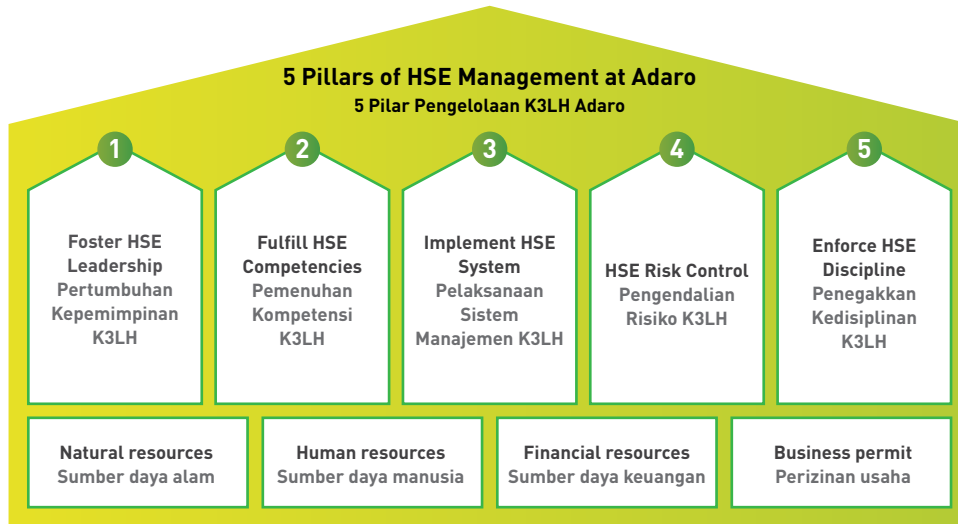 5 Pillars of HSE Management at Adaro
5 Pilar Pengelolaan K3LH Adaro
1
Foster HSE
Leadership
Pertumbuhan
Kepemimpinan
K3LH
2
Fulfill HSE
Competencies
Pemenuhan
Kompetensi
K3LH
3
Implement HSE
System
Pelaksanaan
Sistem
Manajemen K3LH
4
HSE Risk Control
Pengendalian
Risiko K3LH
5
Enforce HSE
Discipline
Penegakkan
Kedisiplinan
K3LH
Natural resources
Sumber daya alam
Human resources
Sumber daya manusia
Financial resources
Sumber daya keuangan
Business permit
Perizinan usaha